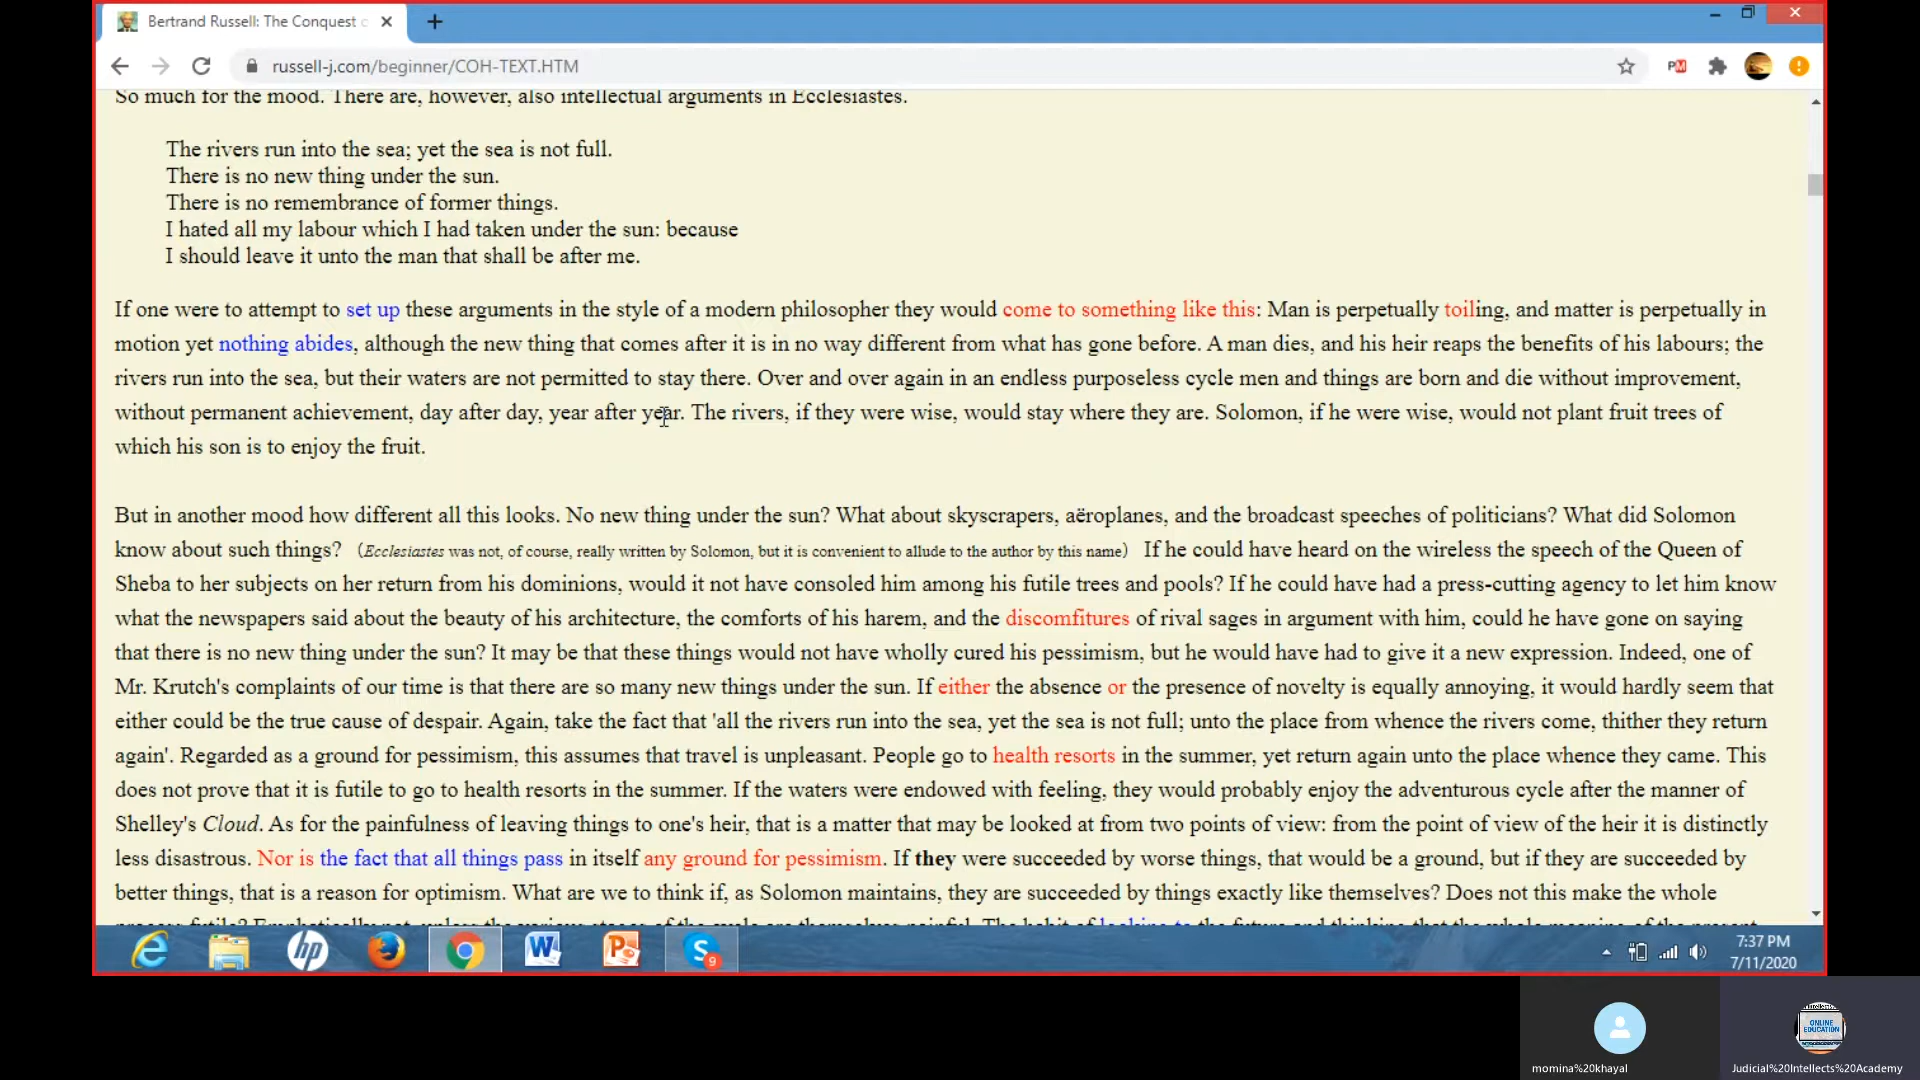 Bertrand Russell: The Conquest
russell-j.com/beginner/COH-TEXT.HTM
So much for the mood. There are, however, also intellectual arguments in Ecclesiastes.
The rivers run into the sea; yet the sea is not full.
There is no new thing under the sun.
There is no remembrance of former things.
I hated all my labour which I had taken under the sun: because
I should leave it unto the man that shall be after me.
If one were to attempt to set up these arguments in the style of a modern philosopher they would come to something like this: Man is perpetually toiling, and matter is perpetually in
motion yet nothing abides, although the new thing that comes after it is in no way different from what has gone before. A man dies, and his heir reaps the benefits of his labours; the
rivers run into the sea, but their waters are not permitted to stay there. Over and over again in an endless purposeless cycle men and things are born and die without improvement,
without permanent achievement, day after day, year after year. The rivers, if they were wise, would stay where they are. Solomon, if he were wise, would not plant fruit trees of
which his son is to enjoy the fruit.
But in another mood how different all this looks. No new thing under the sun? What about skyscrapers, aëroplanes, and the broadcast speeches of politicians? What did Solomon
know about such things? (Ecclesiastes was not, of course, really written by Solomon, but it is convenient to allude to the author by this name) If he could have heard on the wireless the speech of the Queen of
Sheba to her subjects on her return from his dominions, would it not have consoled him among his futile trees and pools? If he could have had a press-cutting agency to let him know
what the newspapers said about the beauty of his architecture, the comforts of his harem, and the discomfitures of rival sages in argument with him, could he have gone on saying
that there is no new thing under the sun? It may be that these things would not have wholly cured his pessimism, but he would have had to give it a new expression. Indeed, one of
Mr. Krutch's complaints of our time is that there are so many new things under the sun. If either the absence or the presence of novelty is equally annoying, it would hardly seem that
either could be the true cause of despair. Again, take the fact that 'all the rivers run into the sea, yet the sea is not full; unto the place from whence the rivers come, thither they return
again'. Regarded as a ground for pessimism, this assumes that travel is unpleasant. People go to health resorts in the summer, yet return again unto the place whence they came. This
does not prove that it is futile to go to health resorts in the summer. If the waters were endowed with feeling, they would probably enjoy the adventurous cycle after the manner of
Shelley's Cloud. As for the painfulness of leaving things to one's heir, that is a matter that may be looked at from two points of view: from the point of view of the heir it is distinctly
less disastrous. Nor is the fact that all things pass in itself any ground for pessimism. If they were succeeded by worse things, that would be a ground, but if they are succeeded by
better things, that is a reason for optimism. What are we to think if, as Solomon maintains, they are succeeded by things exactly like themselves? Does not this make the whole
hp
9
7:37 PM
7/11/2020
ONLINE
EDUCATION
momina%20khayal
Judicial%20Intellects%20Academy